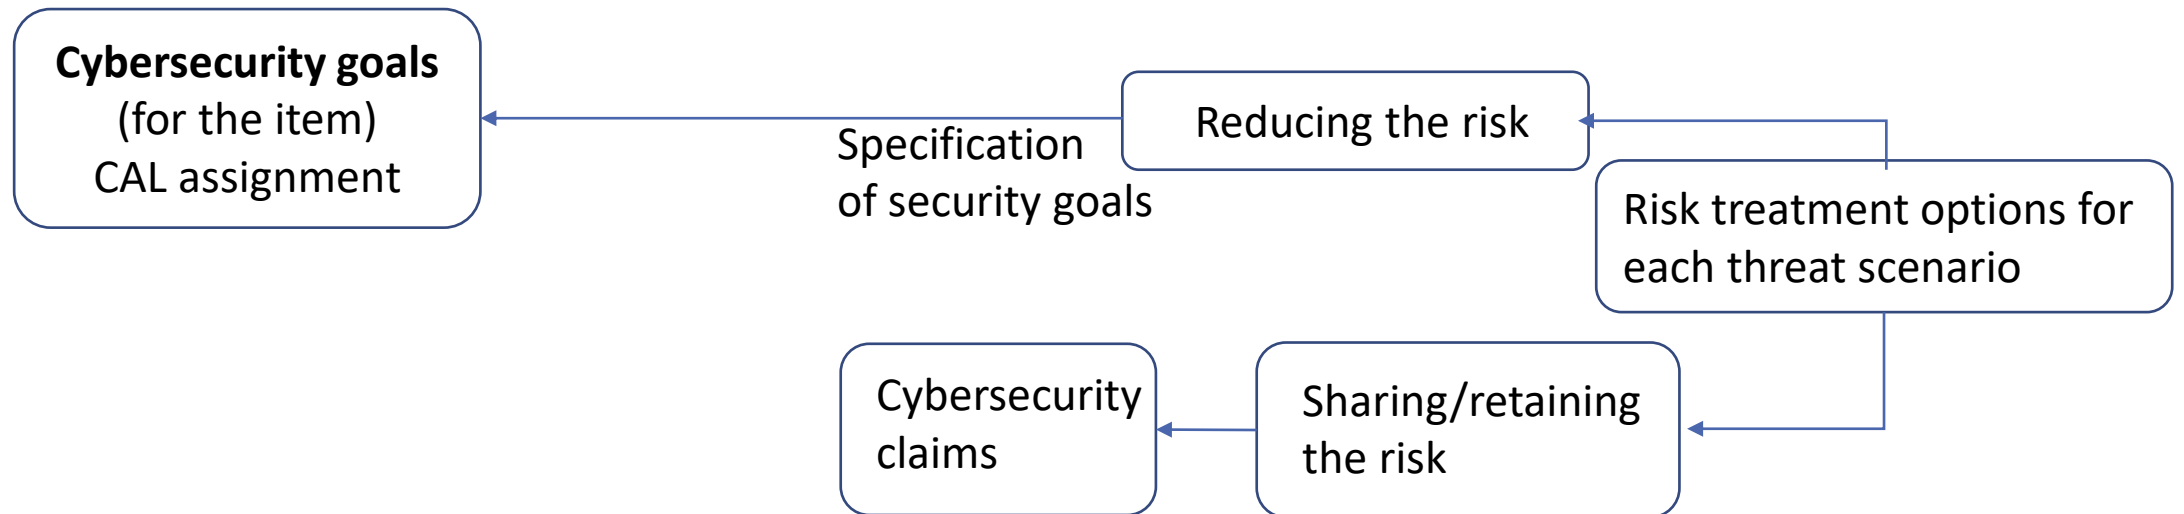 Cybersecurity goals
(for the item)
CAL assignment
Specification
of security goals
Reducing the risk
Risk treatment options for
each threat scenario
Cybersecurity
claims
Sharing/retaining
the risk